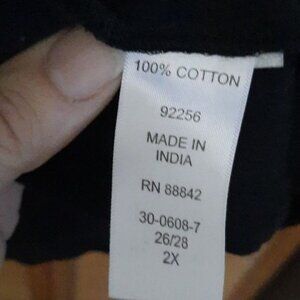 100% COTTON
92256
MADE IN
INDIA
RN 88842
30-0608-7
26/28
2X